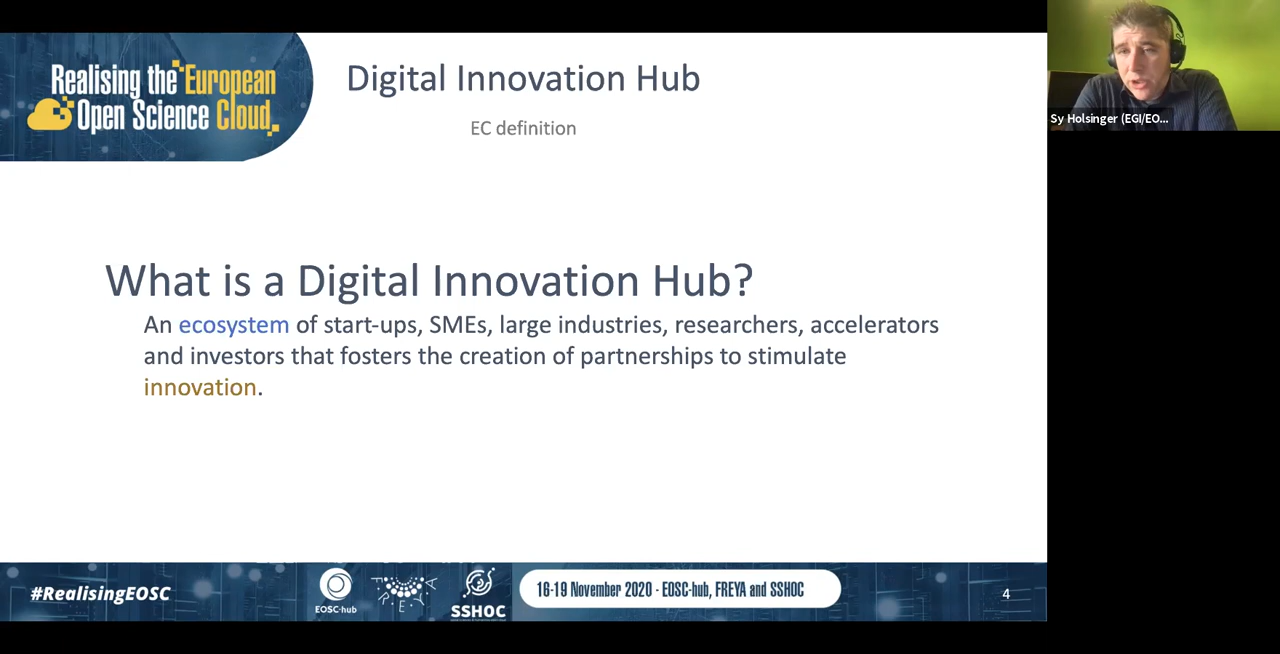 Realising the European
Open Science Cloud
Digital Innovation Hub
EC definition
Sy Holsinger (EGI/EO...
What is a Digital Innovation Hub?
An ecosystem of start-ups, SMEs, large industries, researchers, accelerators
and investors that fosters the creation of partnerships to stimulate
innovation.
#RealisingEOSC
EOSC-hub
FREYA
SSHOC
16-19 November 2020 - EOSC-hub, FREYA and SSHOC
4